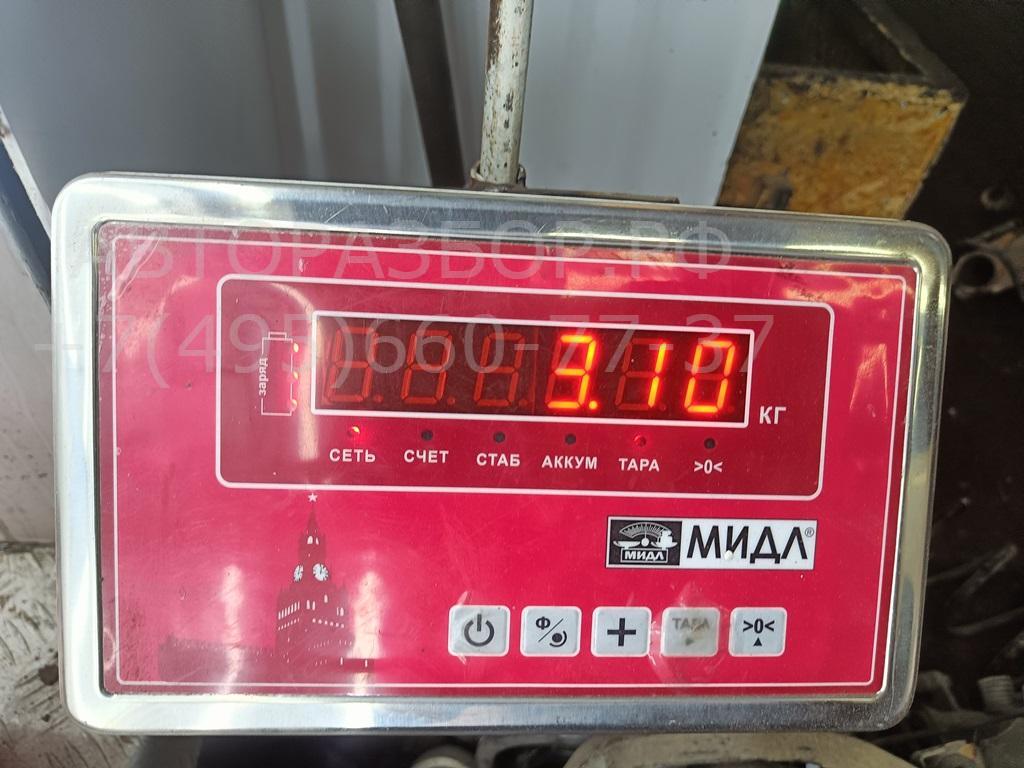 АВТОРАЗБОР.РФ
+7(495)660-77-37
заряд
3.10
КГ
СЕТЬ СЧЕТ СТАБ АККУМ ТАРА >0<
МИДЛ МИДЛ®
Ф ТАРА >0<